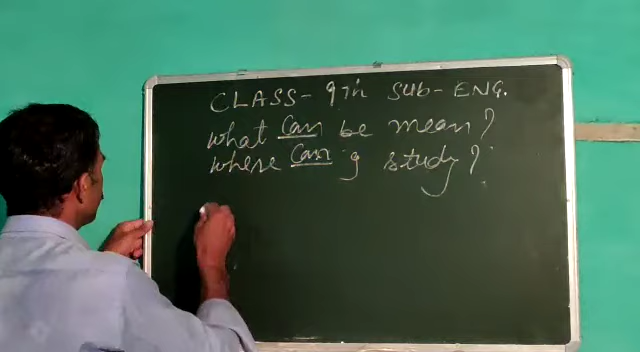 CLASS- 9th SUB- ENG.
what Can be mean?
where Can I study?